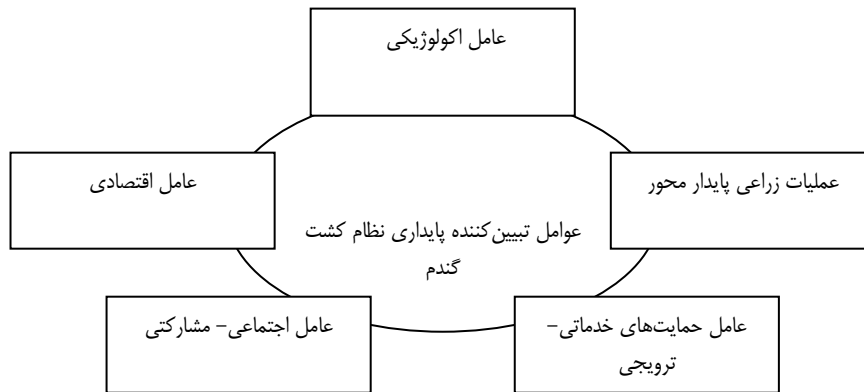 عامل اکولوژیکی
عملیات زراعی پایدار محور
عامل اقتصادی
عوامل تبیین‌کننده پایداری نظام کشت
گندم
عامل حمایت‌های خدماتی-
ترویجی
عامل اجتماعی- مشارکتی